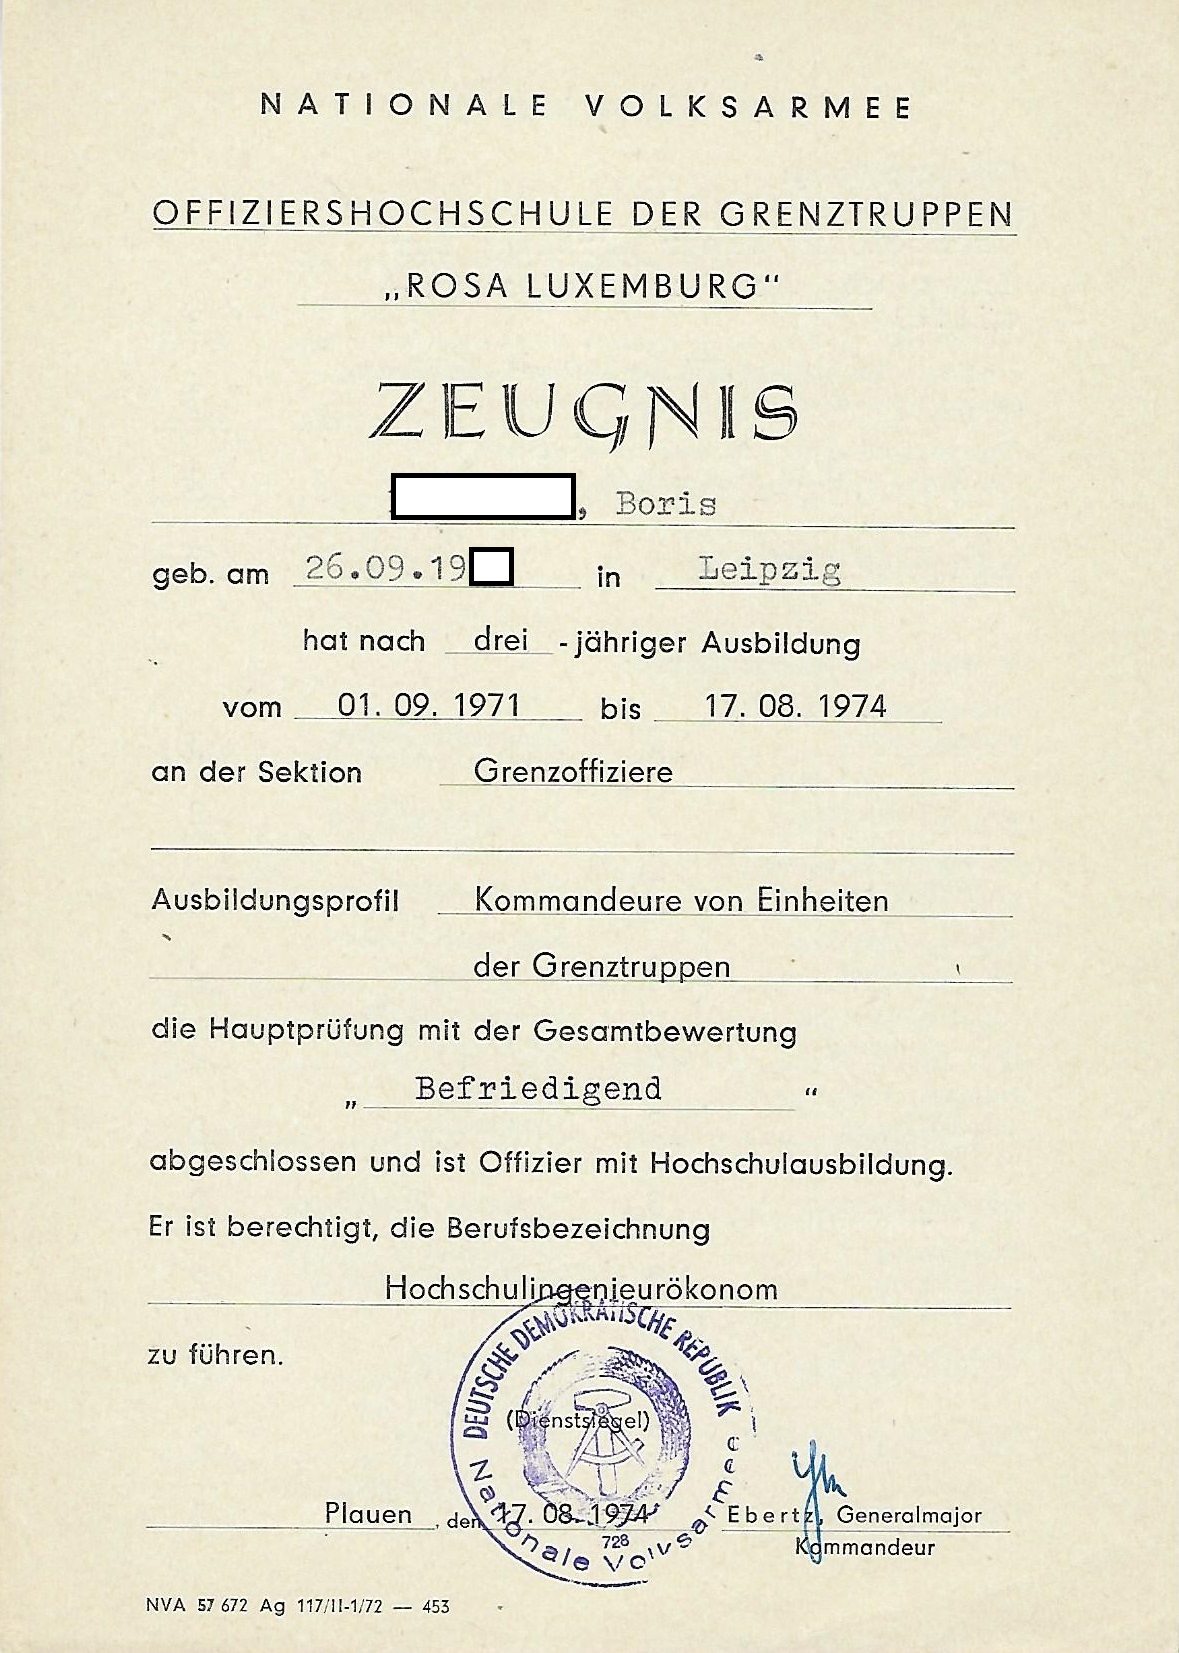 NATIONALE VOLKSARMEE
OFFIZIERSHOCHSCHULE DER GRENZTRUPPEN
„ROSA LUXEMBURG“
ZEUGNIS
, Boris
geb. am 26.09.19 in Leipzig
hat nach drei -jähriger Ausbildung
vom 01. 09. 1971 bis 17. 08. 1974
an der Sektion Grenzoffiziere
Ausbildungsprofil Kommandeure von Einheiten
der Grenztruppen
die Hauptprüfung mit der Gesamtbewertung
„ Befriedigend “
abgeschlossen und ist Offizier mit Hochschulausbildung.
Er ist berechtigt, die Berufsbezeichnung
Hochschulingenieurökonom
zu führen.
DEUTSCHE DEMOKRATISCHE REPUBLIK
(Dienstsiegel)
Plauen, den 17. 08. 1974 Ebertz, Generalmajor
728
Nationale Volksarmee
Kommandeur
NVA 57 672 Ag 117/II-1/72 — 453